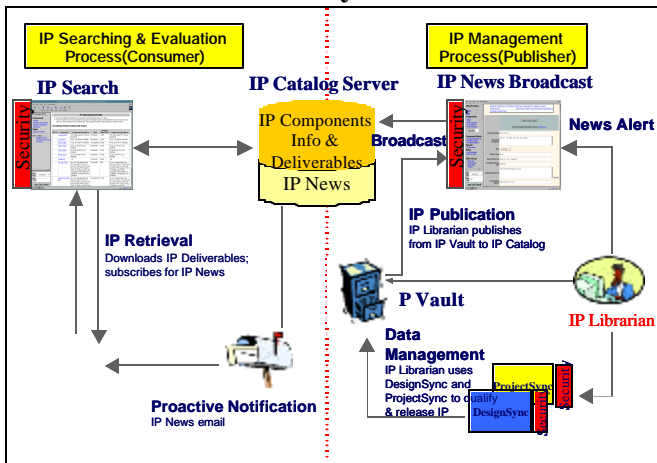 IP Searching & Evaluation
Process(Consumer)
IP Management
Process(Publisher)
IP Search
IP Catalog Server
IP News Broadcast
Security
IP Components
Info &
Deliverables
IP News
Broadcast
Security
News Alert
IP Retrieval
Downloads IP Deliverables;
subscribes for IP News
IP Publication
IP Librarian publishes
from IP Vault to IP Catalog
P Vault
IP Librarian
Data
Management
IP Librarian uses
DesignSync and
ProjectSync to qualify
& release IP
ProjectSync
Security
DesignSync
Security
Proactive Notification
IP News email